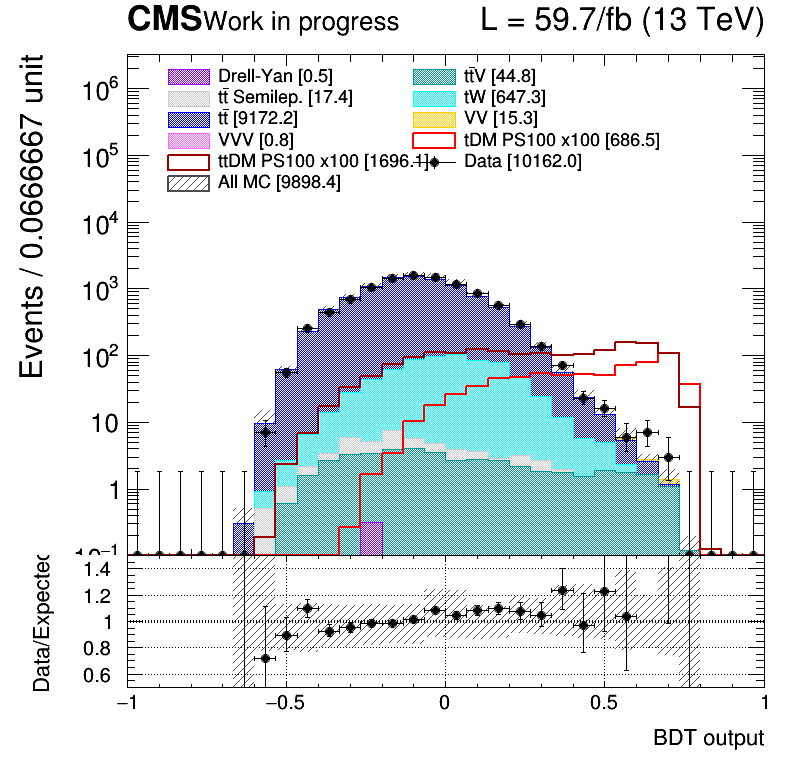 CMS Work in progress L = 59.7/fb (13 TeV)
Events / 0.0666667 unit
Drell-Yan [0.5] tt̄V [44.8]
tt̄ Semilep. [17.4] tW [647.3]
tt̄ [9172.2] VV [15.3]
VVV [0.8] tDM PS100 x100 [686.5]
ttDM PS100 x100 [1696.1] Data [10162.0]
All MC [9898.4]
10⁶
10⁵
10⁴
10³
10²
10
1
10⁻¹
Data/Expected
1.4
1.2
1
0.8
0.6
−1 −0.5 0 0.5 1
BDT output